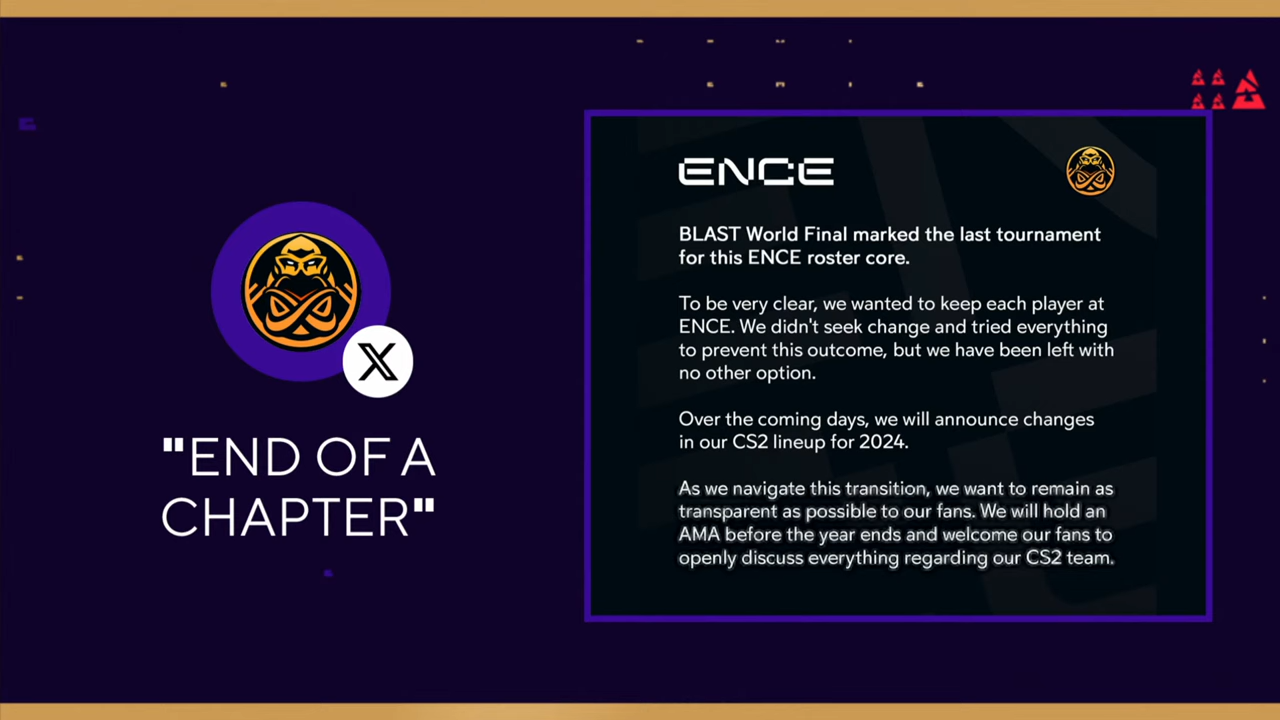 "END OF A
CHAPTER"
ENCE
BLAST World Final marked the last tournament
for this ENCE roster core.
To be very clear, we wanted to keep each player at
ENCE. We didn't seek change and tried everything
to prevent this outcome, but we have been left with
no other option.
Over the coming days, we will announce changes
in our CS2 lineup for 2024.
As we navigate this transition, we want to remain as
transparent as possible to our fans. We will hold an
AMA before the year ends and welcome our fans to
openly discuss everything regarding our CS2 team.